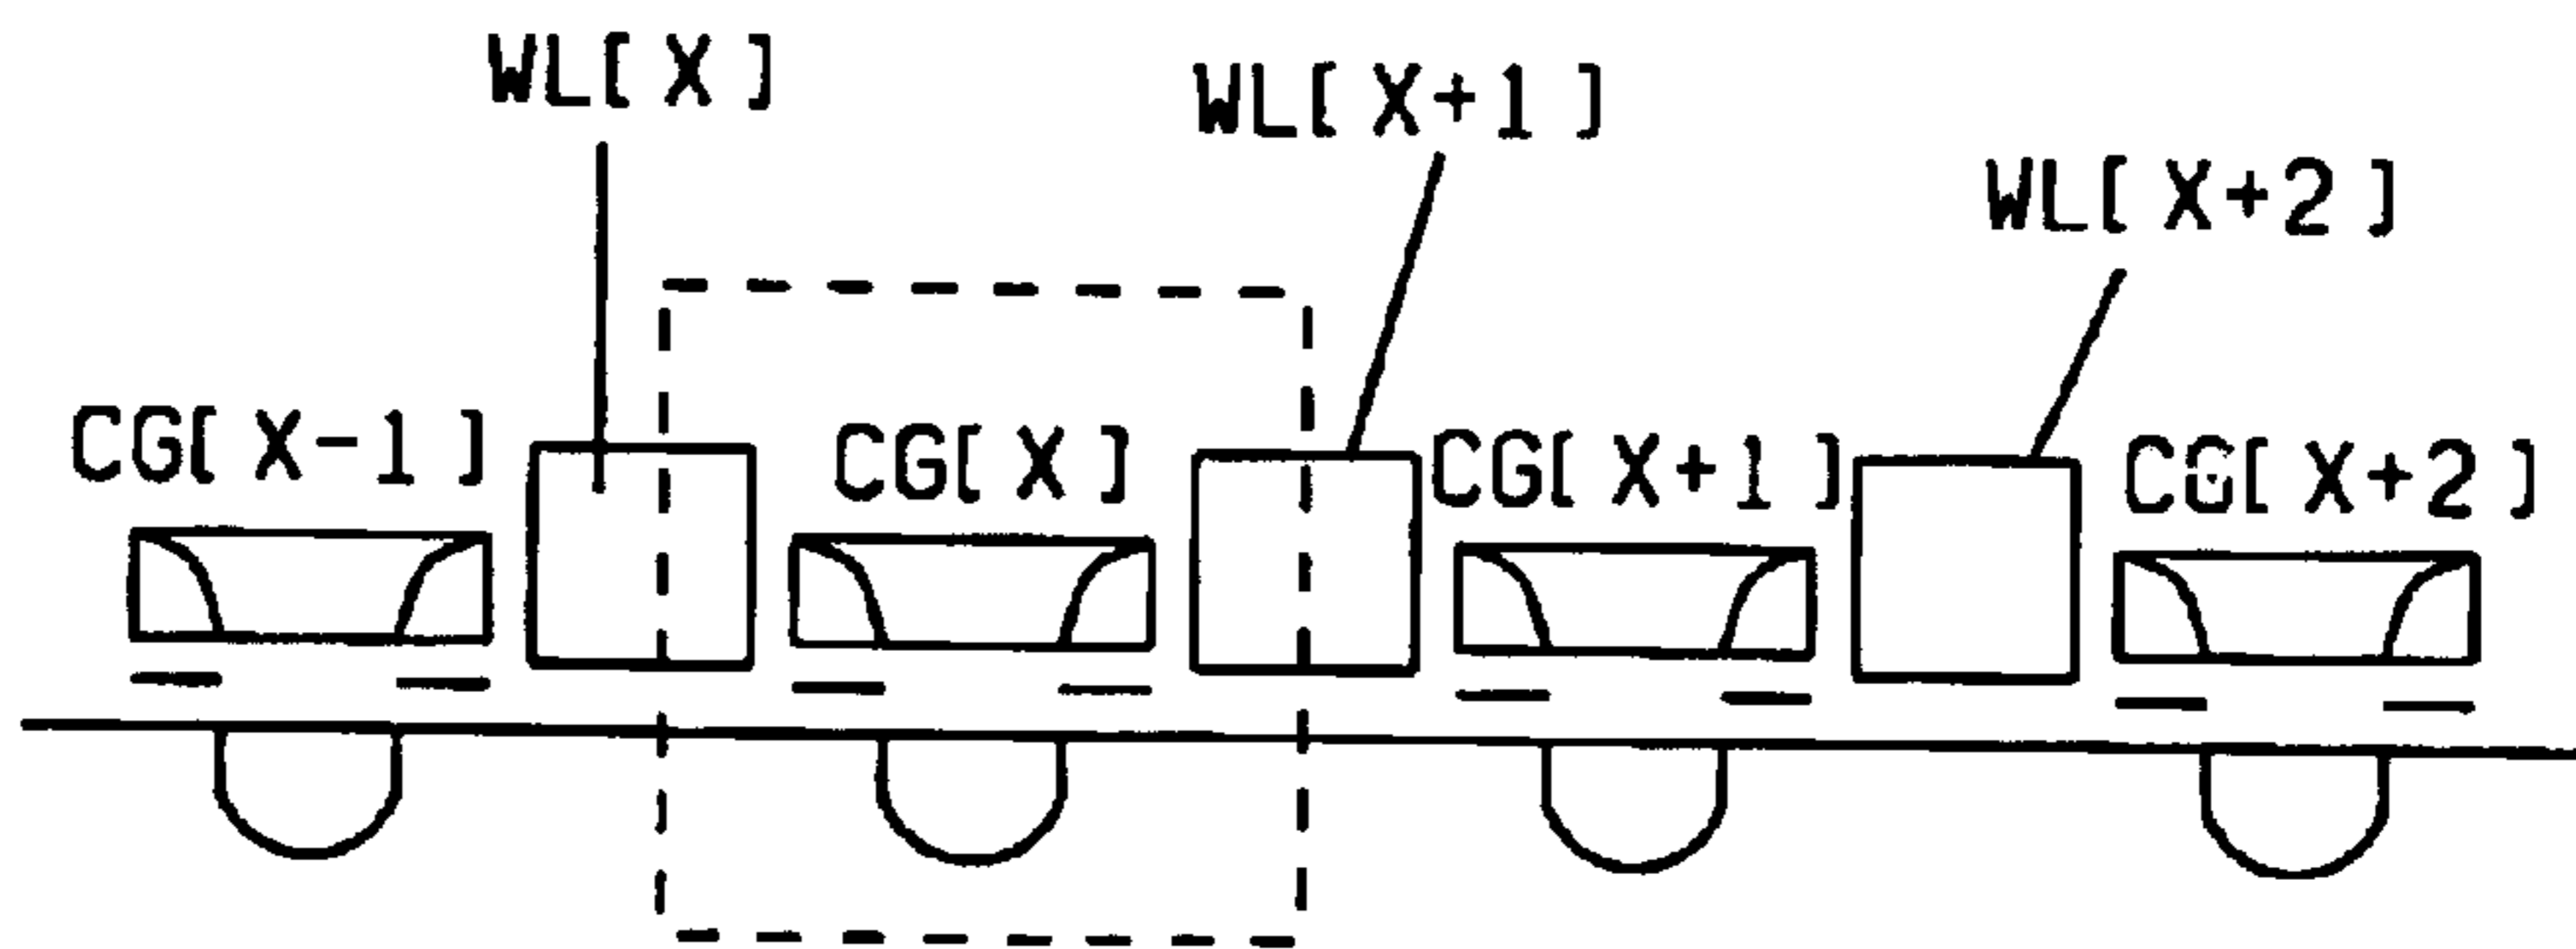 WL[ X ]
WL[ X+1 ]
WL[ X+2 ]
CG[ X-1 ]
CG[ X ]
CG[ X+1 ]
CG[ X+2 ]